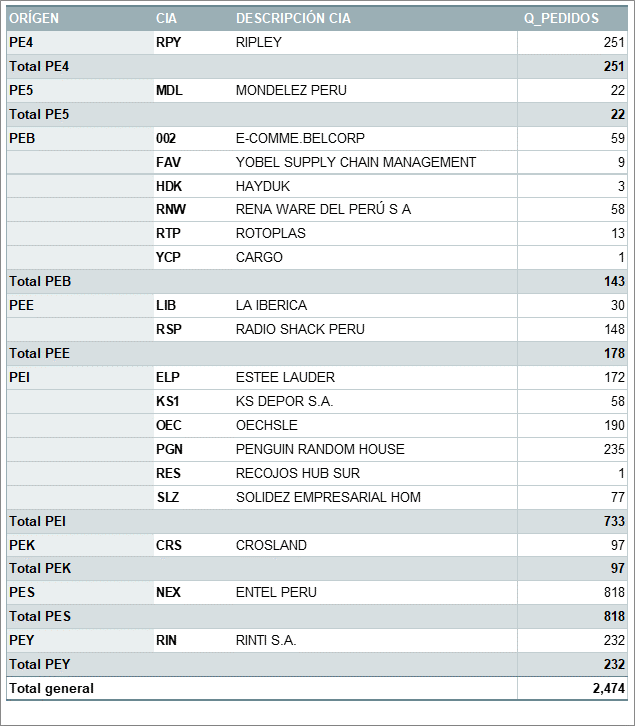 ORÍGEN CIA DESCRIPCIÓN CIA Q_PEDIDOS
PE4 RPY RIPLEY 251
Total PE4 251
PE5 MDL MONDELEZ PERU 22
Total PE5 22
PEB 002 E-COMME.BELCORP 59
FAV YOBEL SUPPLY CHAIN MANAGEMENT 9
HDK HAYDUK 3
RNW RENA WARE DEL PERÚ S A 58
RTP ROTOPLAS 13
YCP CARGO 1
Total PEB 143
PEE LIB LA IBERICA 30
RSP RADIO SHACK PERU 148
Total PEE 178
PEI ELP ESTEE LAUDER 172
KS1 KS DEPOR S.A. 58
OEC OECHSLE 190
PGN PENGUIN RANDOM HOUSE 235
RES RECOJOS HUB SUR 1
SLZ SOLIDEZ EMPRESARIAL HOM 77
Total PEI 733
PEK CRS CROSLAND 97
Total PEK 97
PES NEX ENTEL PERU 818
Total PES 818
PEY RIN RINTI S.A. 232
Total PEY 232
Total general 2,474